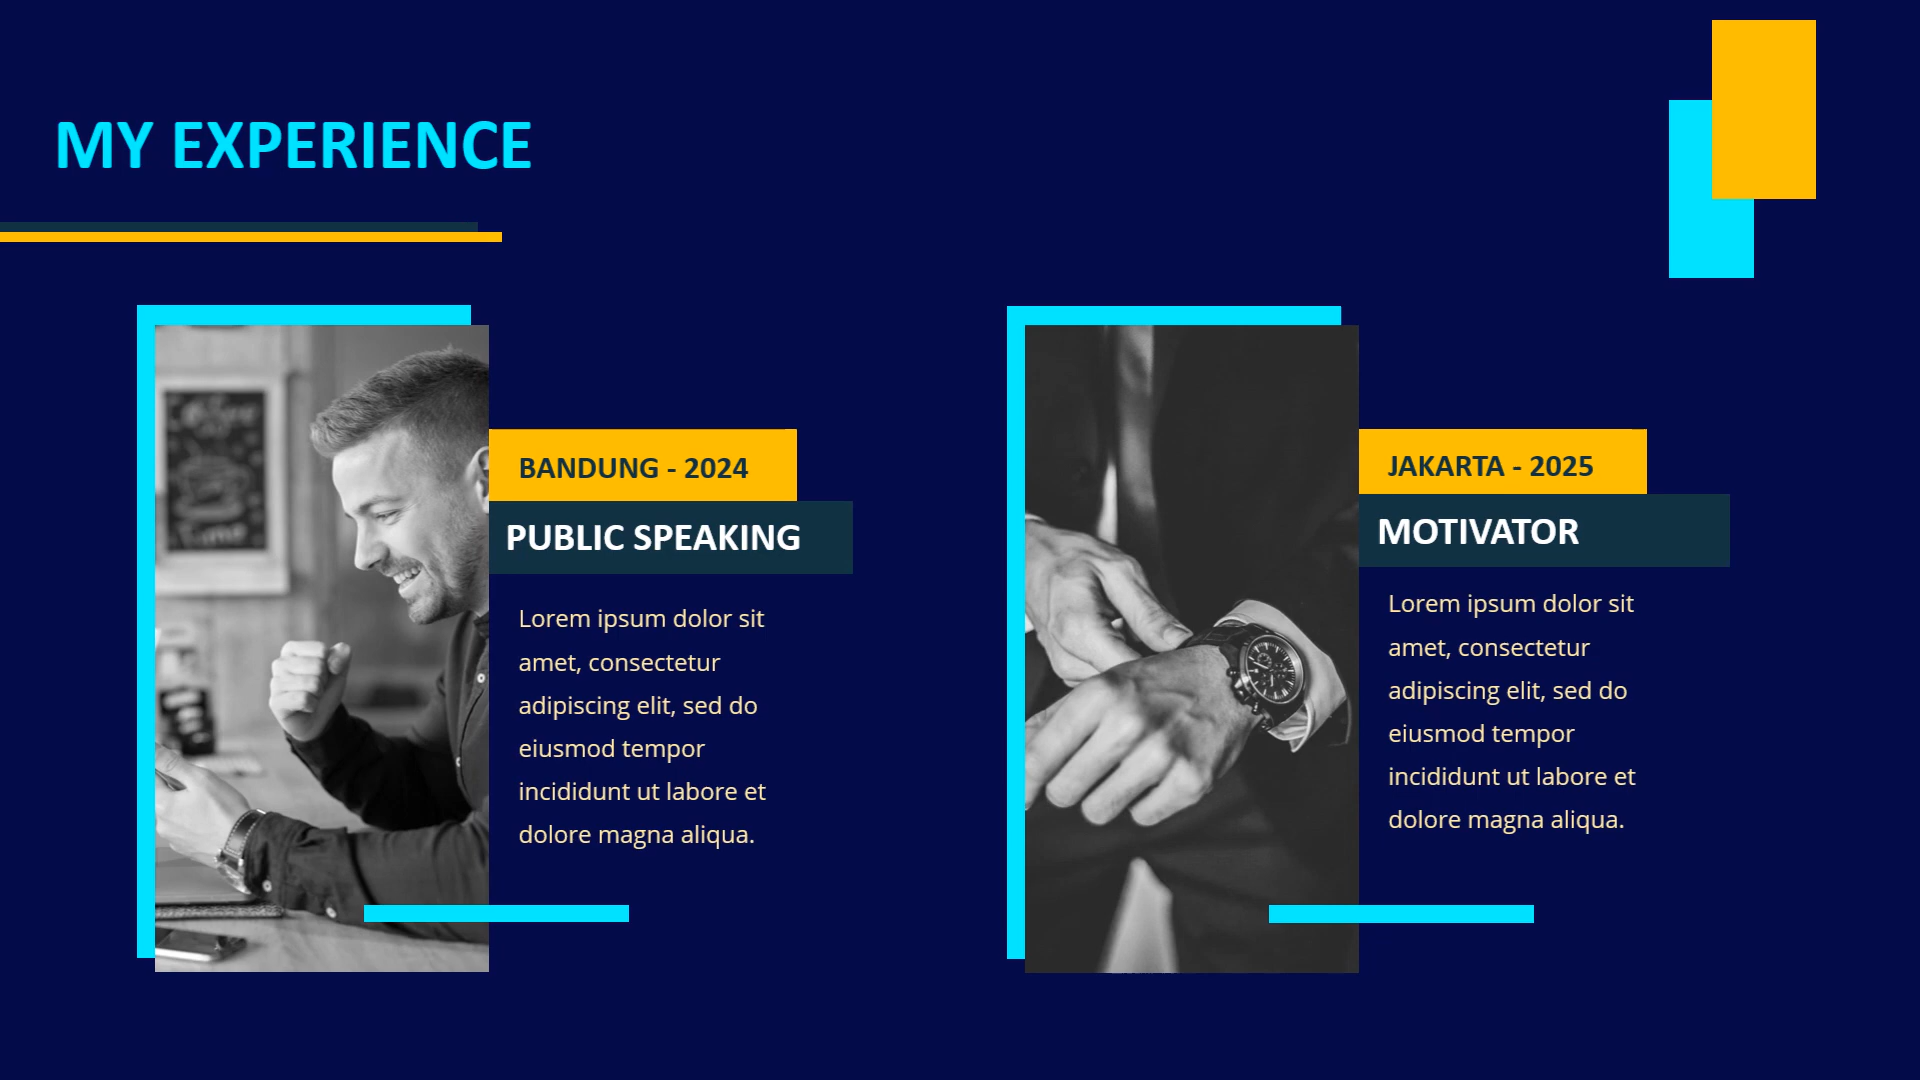 MY EXPERIENCE
BANDUNG - 2024
PUBLIC SPEAKING
Lorem ipsum dolor sit
amet, consectetur
adipiscing elit, sed do
eiusmod tempor
incididunt ut labore et
dolore magna aliqua.
JAKARTA - 2025
MOTIVATOR
Lorem ipsum dolor sit
amet, consectetur
adipiscing elit, sed do
eiusmod tempor
incididunt ut labore et
dolore magna aliqua.
Time